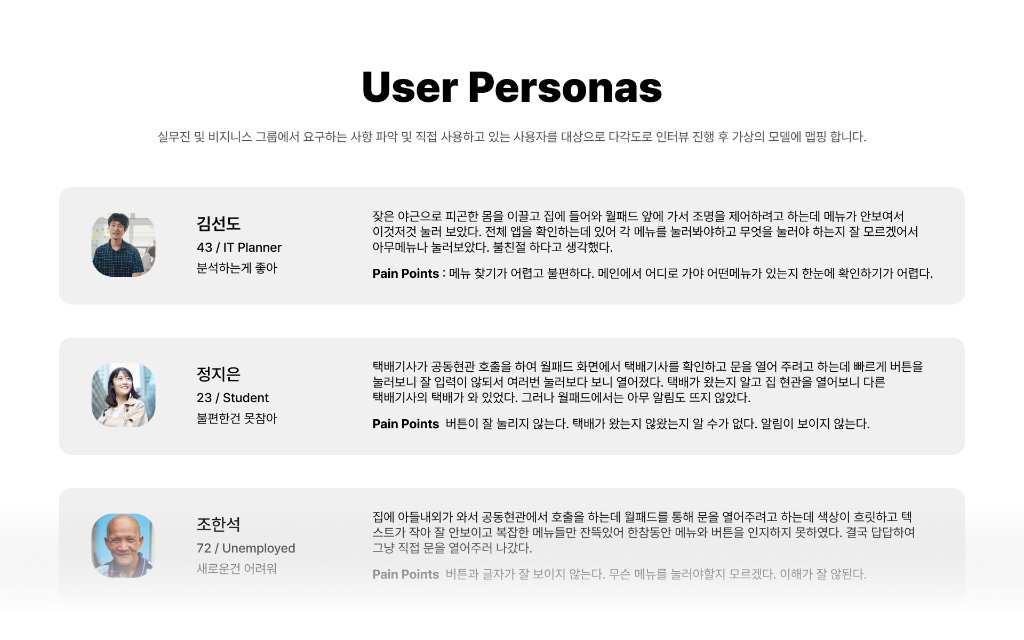 User Personas
실무진 및 비지니스 그룹에서 요구하는 사항 파악 및 직접 사용하고 있는 사용자를 대상으로 다각도로 인터뷰 진행 후 가상의 모델에 맵핑 합니다.
김선도
43 / IT Planner
분석하는게 좋아
잦은 야근으로 피곤한 몸을 이끌고 집에 들어와 월패드 앞에 가서 조명을 제어하려고 하는데 메뉴가 안보여서
이것저것 눌러 보았다. 전체 앱을 확인하는데 있어 각 메뉴를 눌러봐야하고 무엇을 눌러야 하는지 잘 모르겠어서
아무메뉴나 눌러보았다. 불친절 하다고 생각했다.
Pain Points : 메뉴 찾기가 어렵고 불편하다. 메인에서 어디로 가야 어떤메뉴가 있는지 한눈에 확인하기가 어렵다.
정지은
23 / Student
불편한건 못참아
택배기사가 공동현관 호출을 하여 월패드 화면에서 택배기사를 확인하고 문을 열어 주려고 하는데 빠르게 버튼을
눌러보니 잘 입력이 않되서 여러번 눌러보다 보니 열어졌다. 택배가 왔는지 알고 집 현관을 열어보니 다른
택배기사의 택배가 와 있었다. 그러나 월패드에서는 아무 알림도 뜨지 않았다.
Pain Points 버튼이 잘 눌리지 않는다. 택배가 왔는지 않왔는지 알 수가 없다. 알림이 보이지 않는다.
조한석
72 / Unemployed
새로운건 어려워
집에 아들내외가 와서 공동현관에서 호출을 하는데 월패드를 통해 문을 열어주려고 하는데 색상이 흐릿하고 텍
스트가 작아 잘 안보이고 복잡한 메뉴들만 잔뜩있어 한참동안 메뉴와 버튼을 인지하지 못하였다. 결국 답답하여
그냥 직접 문을 열어주러 나갔다.
Pain Points 버튼과 글자가 잘 보이지 않는다. 무슨 메뉴를 눌러야할지 모르겠다. 이해가 잘 않된다.